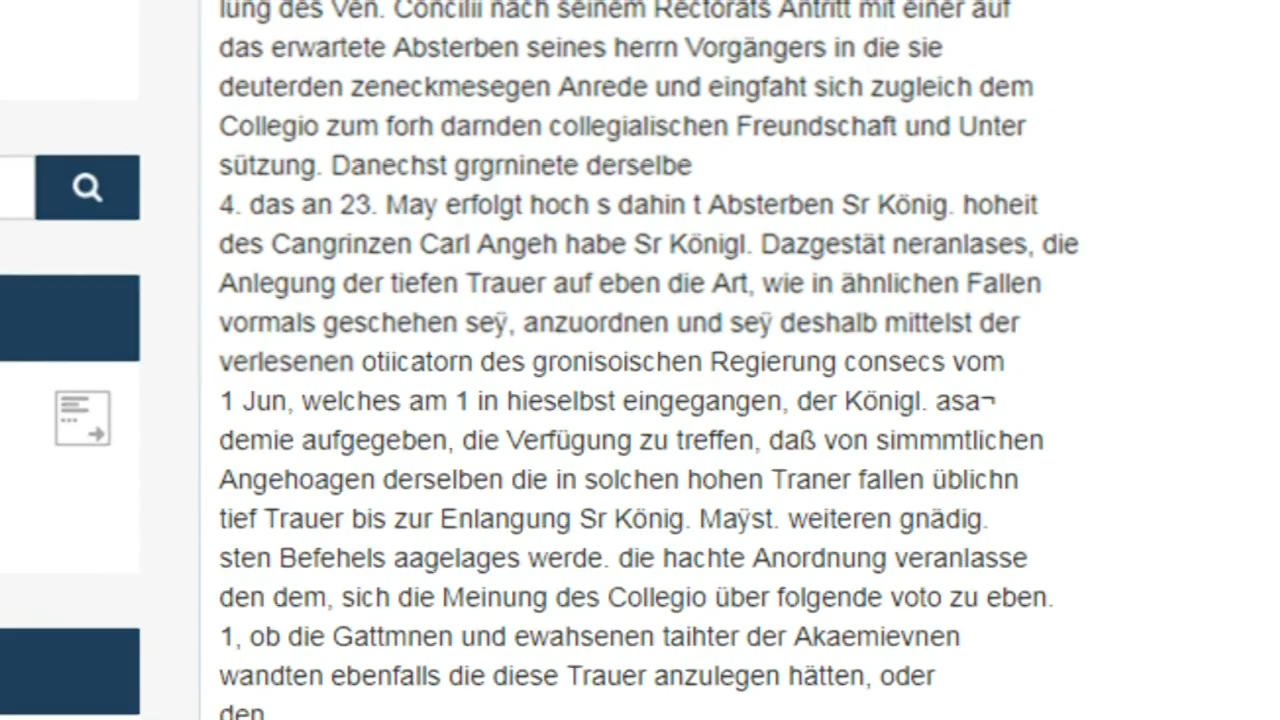 lung des Ven. Concilii nach seinem Rectorats Antritt mit einer auf
das erwartete Absterben seines herrn Vorgängers in die sie
deuterden zeneckmesegen Anrede und eingfaht sich zugleich dem
Collegio zum forh darnden collegialischen Freundschaft und Unter
sützung. Danechst grgrninete derselbe
4. das an 23. May erfolgt hoch s dahin t Absterben Sr König. hoheit
des Cangrinzen Carl Angeh habe Sr Königl. Dazgestät neranlases, die
Anlegung der tiefen Trauer auf eben die Art, wie in ähnlichen Fallen
vormals geschehen seÿ, anzuordnen und seÿ deshalb mittelst der
verlesenen otiicatorn des gronisoischen Regierung consecs vom
1 Jun, welches am 1 in hieselbst eingegangen, der Königl. asa¬
demie aufgegeben, die Verfügung zu treffen, daß von simmmtlichen
Angehoagen derselben die in solchen hohen Traner fallen üblichn
tief Trauer bis zur Enlangung Sr König. Maÿst. weiteren gnädig.
sten Befehels aagelages werde. die hachte Anordnung veranlasse
den dem, sich die Meinung des Collegio über folgende voto zu eben.
1, ob die Gattmnen und ewahsenen taihter der Akaemievnen
wandten ebenfalls die diese Trauer anzulegen hätten, oder
den